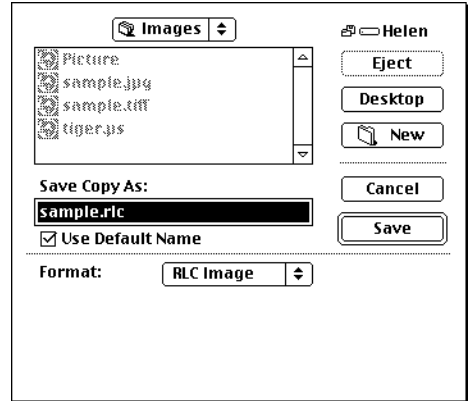 Images
Helen
Picture
sample.jpg
sample.tiff
tiger.ps
Eject
Desktop
New
Save Copy As:
sample.rlc
Use Default Name
Cancel
Save
Format:
RLC Image